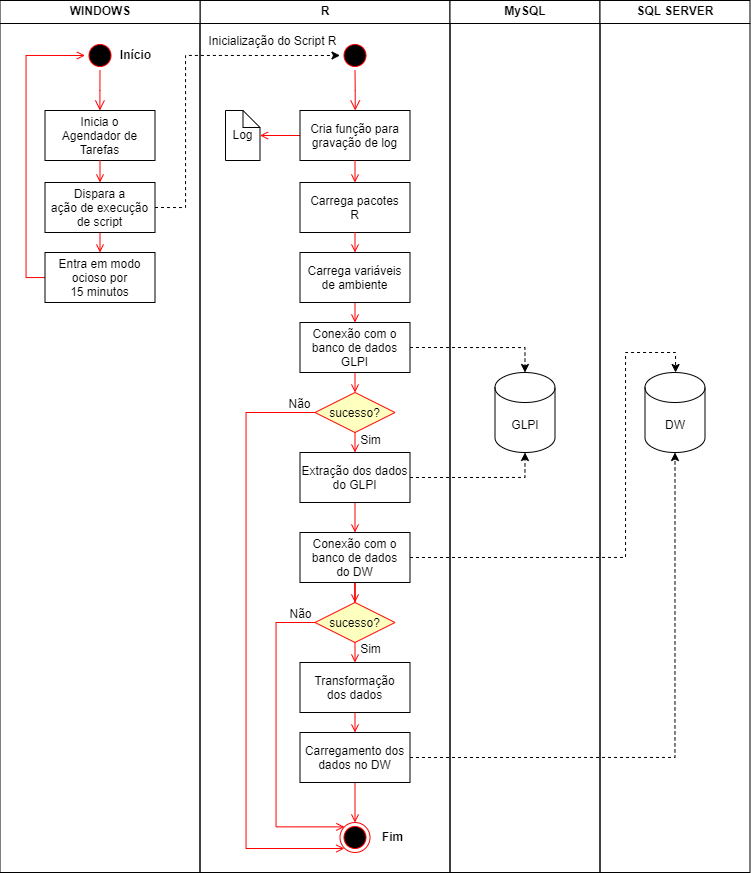 WINDOWS
R
MySQL
SQL SERVER
Início
Inicialização do Script R
Inicia o
Agendador de
Tarefas
Dispara a
ação de execução
de script
Entra em modo
ocioso por
15 minutos
Log
Cria função para
gravação de log
Carrega pacotes
R
Carrega variáveis
de ambiente
Conexão com o
banco de dados
GLPI
Não
sucesso?
Sim
Extração dos dados
do GLPI
GLPI
DW
Conexão com o
banco de dados
do DW
Não
sucesso?
Sim
Transformação
dos dados
Carregamento dos
dados no DW
Fim